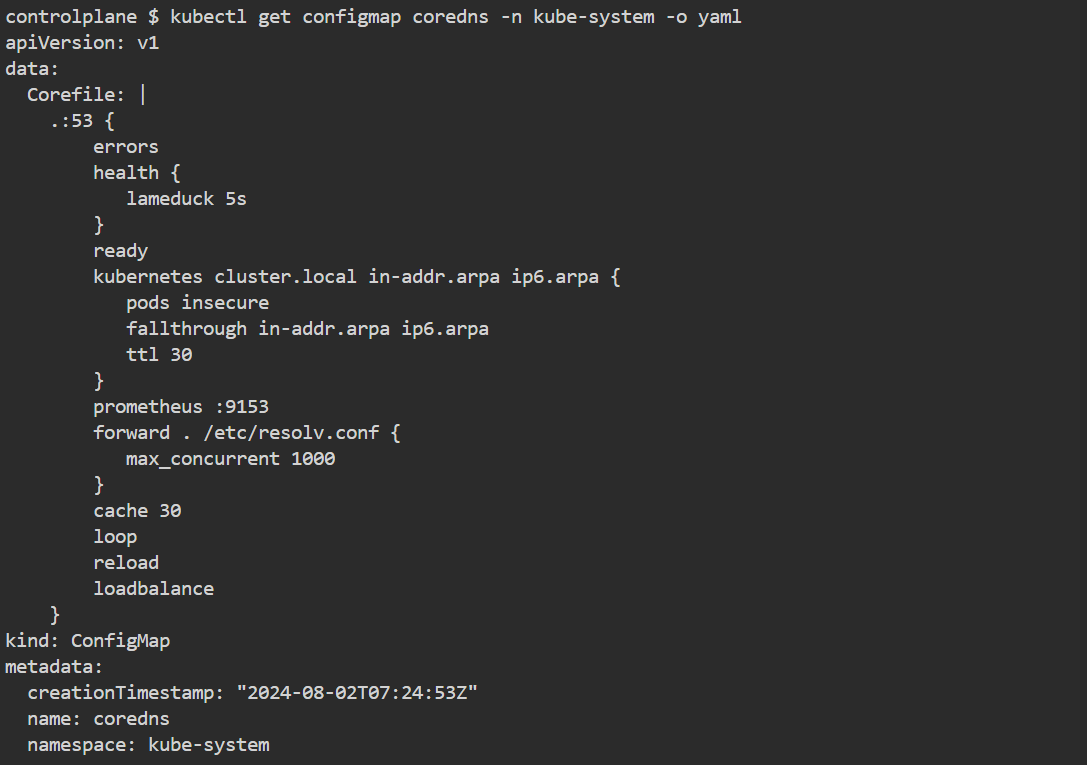 controlplane $ kubectl get configmap coredns -n kube-system -o yaml
apiVersion: v1
data:
  Corefile: |
    .:53 {
        errors
        health {
           lameduck 5s
        }
        ready
        kubernetes cluster.local in-addr.arpa ip6.arpa {
           pods insecure
           fallthrough in-addr.arpa ip6.arpa
           ttl 30
        }
        prometheus :9153
        forward . /etc/resolv.conf {
           max_concurrent 1000
        }
        cache 30
        loop
        reload
        loadbalance
    }
kind: ConfigMap
metadata:
  creationTimestamp: "2024-08-02T07:24:53Z"
  name: coredns
  namespace: kube-system